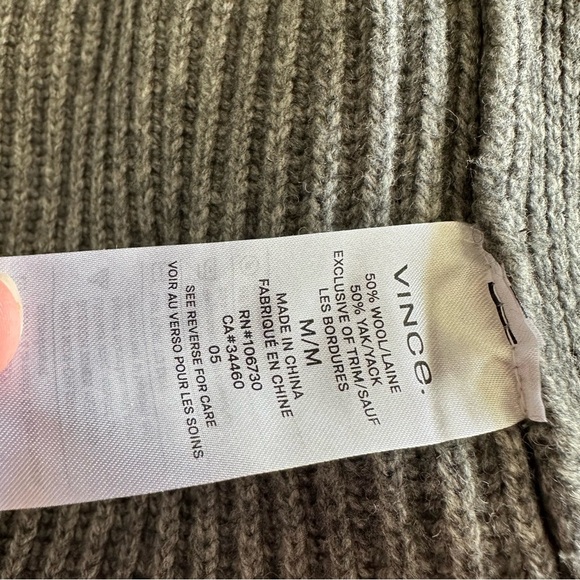 VINCE.
50% WOOL/LAINE
50% YAK/YACK
EXCLUSIVE OF TRIM/SAUF
LES BORDURES
M/M
MADE IN CHINA
FABRIQUÉ EN CHINE
RN#106730
CA#34460
05
SEE REVERSE FOR CARE
VOIR AU VERSO POUR LES SOINS